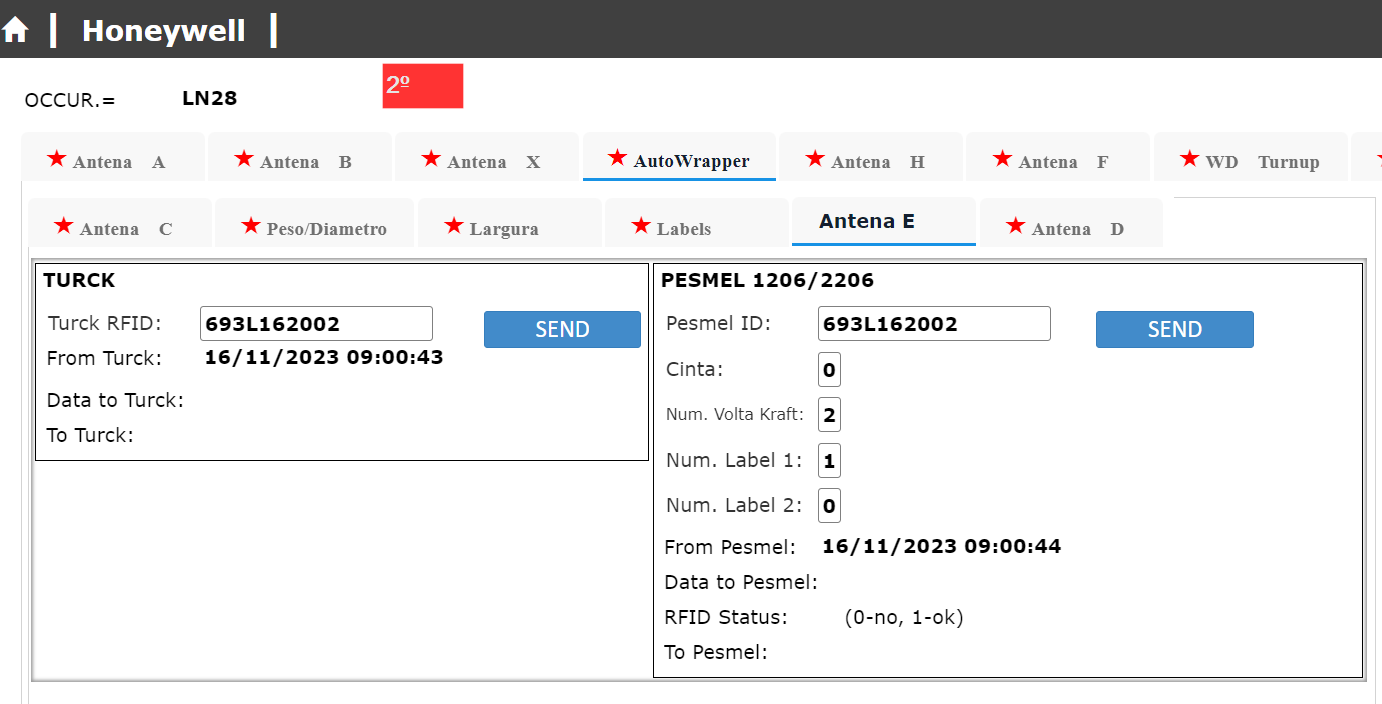 | Honeywell |
OCCUR.= LN28 2º
Antena A Antena B Antena X AutoWrapper Antena H Antena F WD Turnup
Antena C Peso/Diametro Largura Labels Antena E Antena D
TURCK
Turck RFID: 693L162002 SEND
From Turck: 16/11/2023 09:00:43
Data to Turck:
To Turck:
PESMEL 1206/2206
Pesmel ID: 693L162002 SEND
Cinta: 0
Num. Volta Kraft: 2
Num. Label 1: 1
Num. Label 2: 0
From Pesmel: 16/11/2023 09:00:44
Data to Pesmel:
RFID Status: (0-no, 1-ok)
To Pesmel: